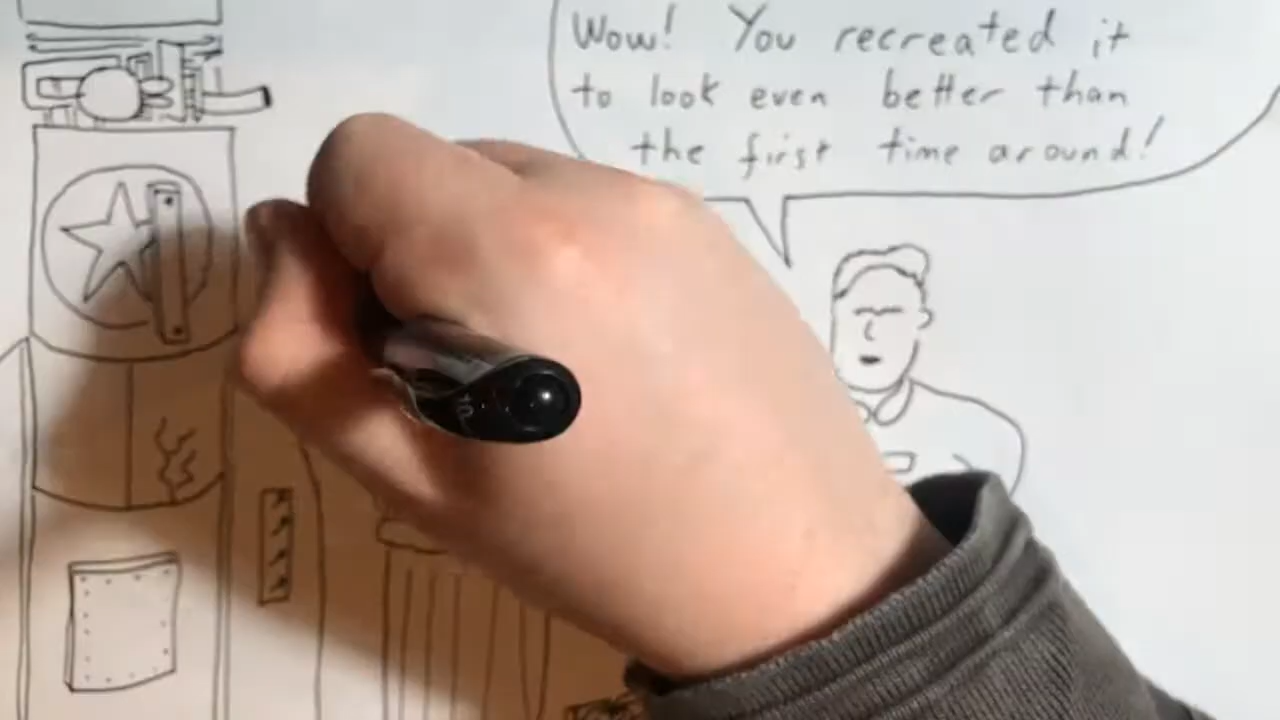 Wow! You recreated it
to look even better than
the first time around!